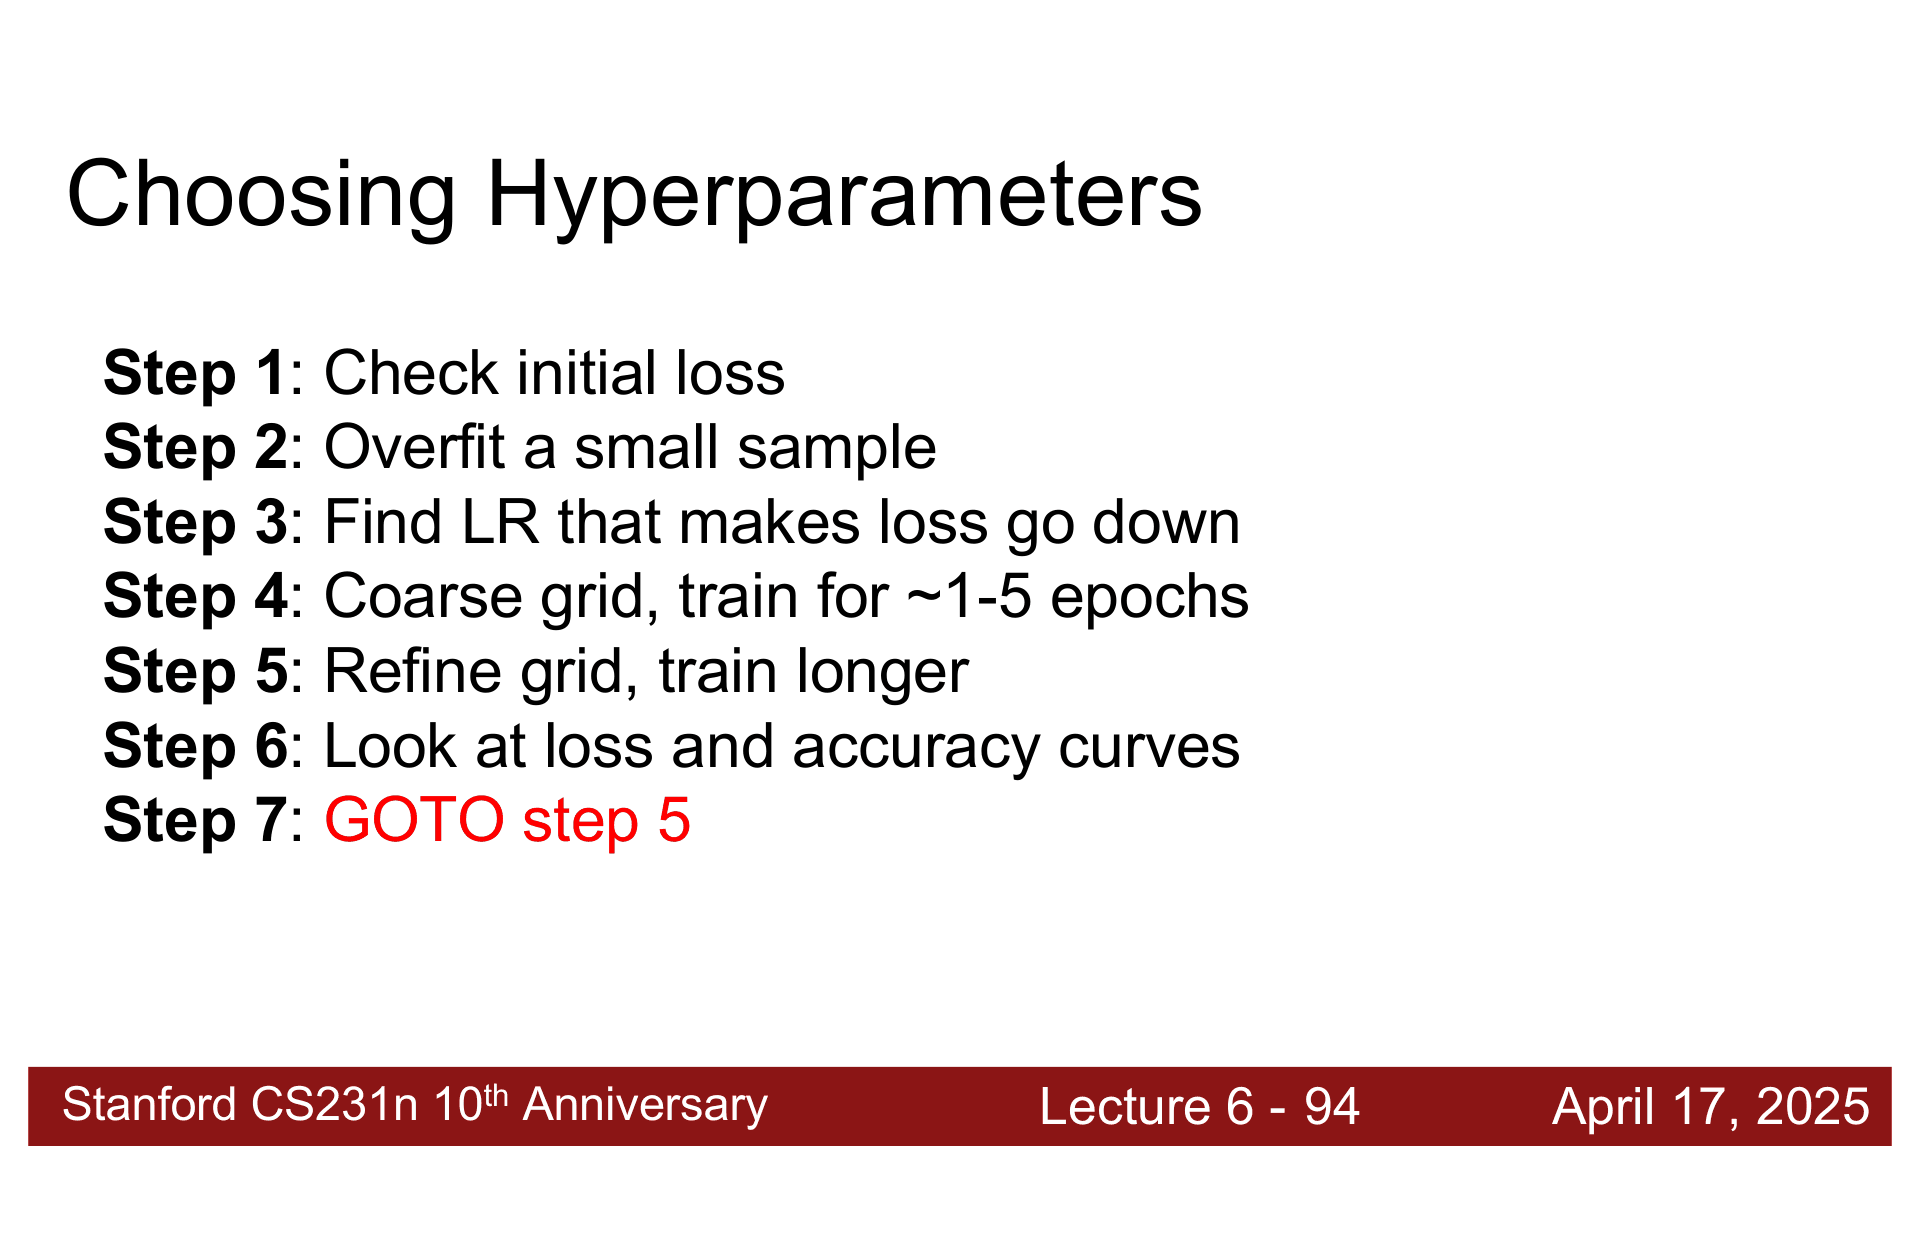 Choosing Hyperparameters
Step 1: Check initial loss
Step 2: Overfit a small sample
Step 3: Find LR that makes loss go down
Step 4: Coarse grid, train for ~1-5 epochs
Step 5: Refine grid, train longer
Step 6: Look at loss and accuracy curves
Step 7: GOTO step 5
Stanford CS231n 10th Anniversary
Lecture 6 - 94
April 17, 2025